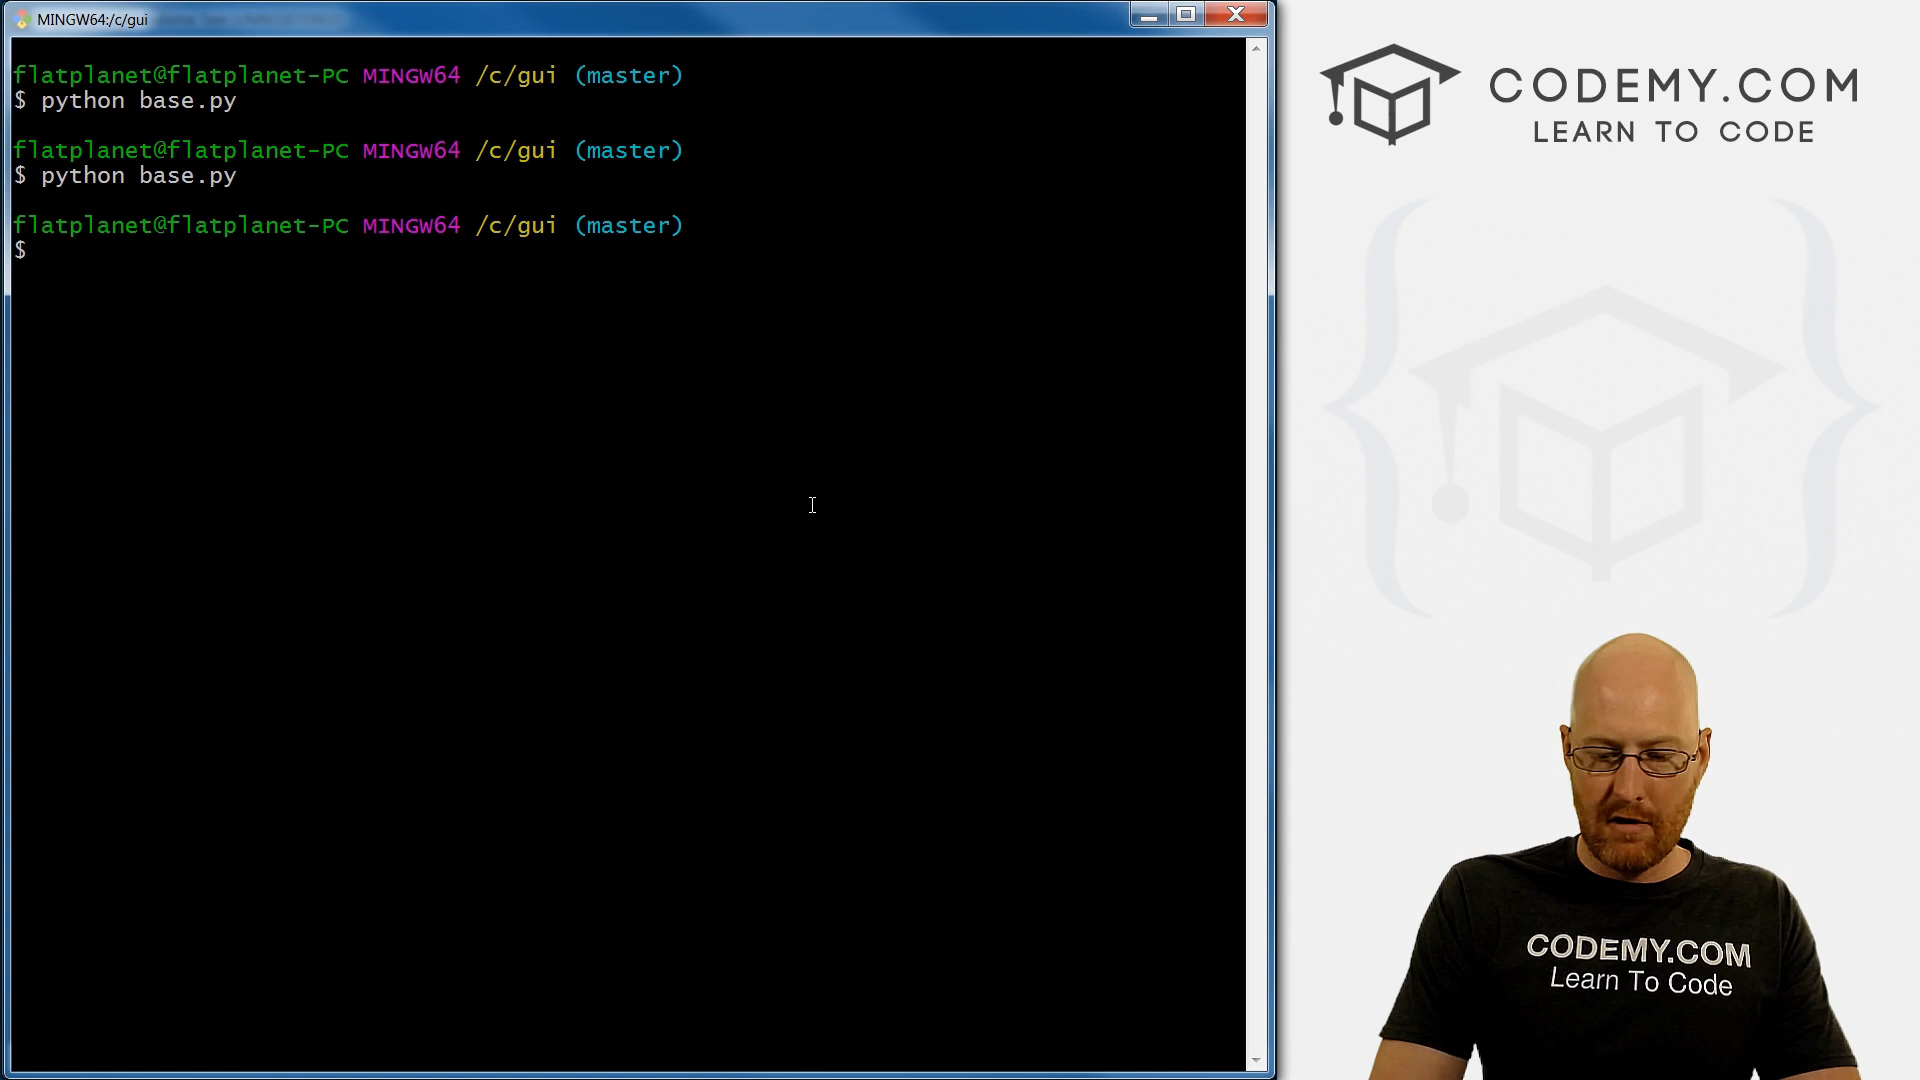 MINGW64:/c/gui
flatplanet@flatplanet-PC MINGW64 /c/gui (master)
$ python base.py
flatplanet@flatplanet-PC MINGW64 /c/gui (master)
$ python base.py
flatplanet@flatplanet-PC MINGW64 /c/gui (master)
$
CODEMY.COM
LEARN TO CODE
CODEMY.COM
Learn To Code